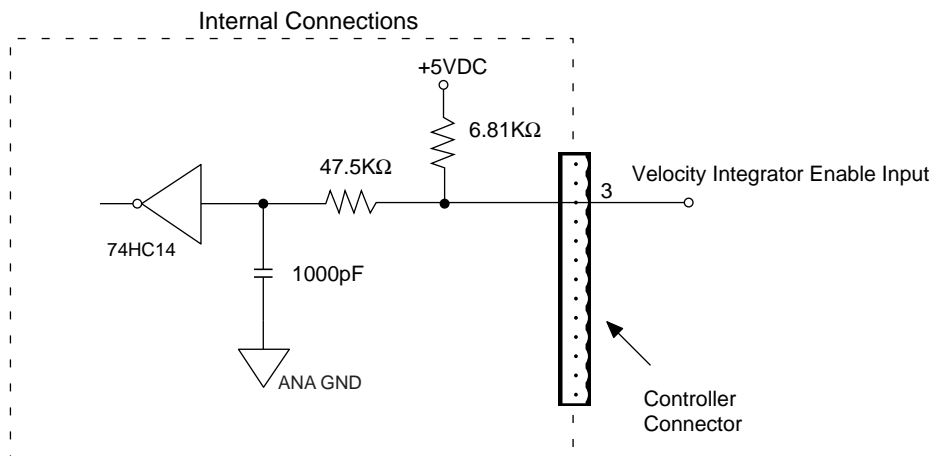 Internal Connections
+5VDC
6.81KΩ
47.5KΩ
3
Velocity Integrator Enable Input
74HC14
1000pF
ANA GND
Controller
Connector